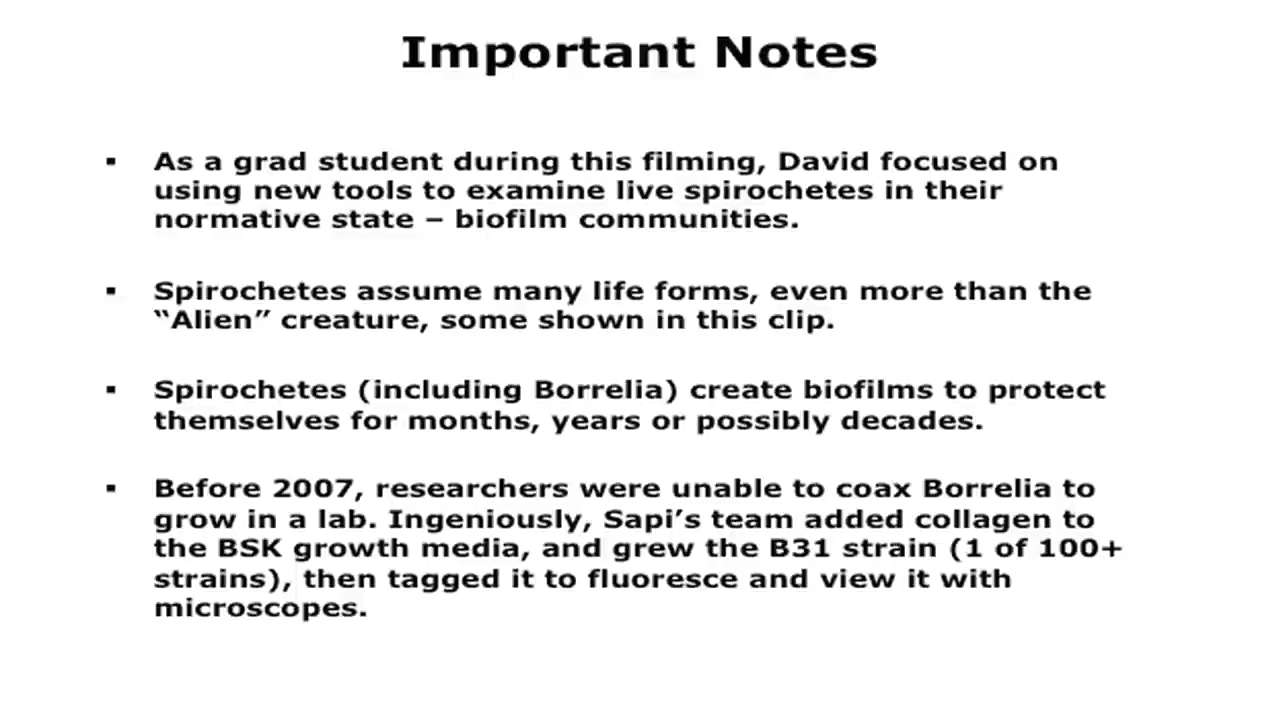 Important Notes
▪ As a grad student during this filming, David focused on
using new tools to examine live spirochetes in their
normative state – biofilm communities.
▪ Spirochetes assume many life forms, even more than the
“Alien” creature, some shown in this clip.
▪ Spirochetes (including Borrelia) create biofilms to protect
themselves for months, years or possibly decades.
▪ Before 2007, researchers were unable to coax Borrelia to
grow in a lab. Ingeniously, Sapi’s team added collagen to
the BSK growth media, and grew the B31 strain (1 of 100+
strains), then tagged it to fluoresce and view it with
microscopes.